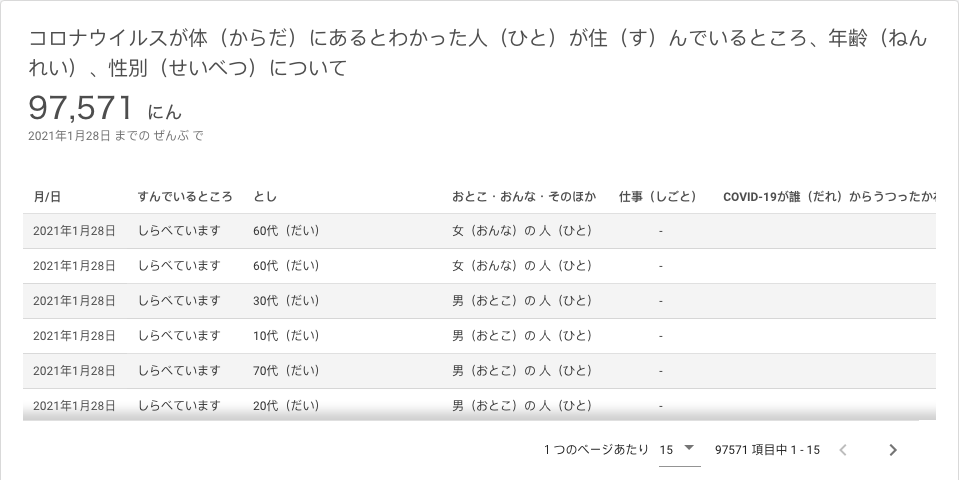 コロナウイルスが体（からだ）にあるとわかった人（ひと）が住（す）んでいるところ、年齢（ねん
れい）、性別（せいべつ）について
97,571 にん
2021年1月28日 までの ぜんぶ で
月/日 すんでいるところ とし おとこ・おんな・そのほか 仕事（しごと） COVID-19が誰（だれ）からうつったか
2021年1月28日 しらべています 60代（だい） 女（おんな）の 人（ひと） -
2021年1月28日 しらべています 60代（だい） 女（おんな）の 人（ひと） -
2021年1月28日 しらべています 30代（だい） 男（おとこ）の 人（ひと） -
2021年1月28日 しらべています 10代（だい） 男（おとこ）の 人（ひと） -
2021年1月28日 しらべています 70代（だい） 男（おとこ）の 人（ひと） -
2021年1月28日 しらべています 20代（だい） 男（おとこ）の 人（ひと） -
1 つのページあたり 15 97571 項目中 1 - 15